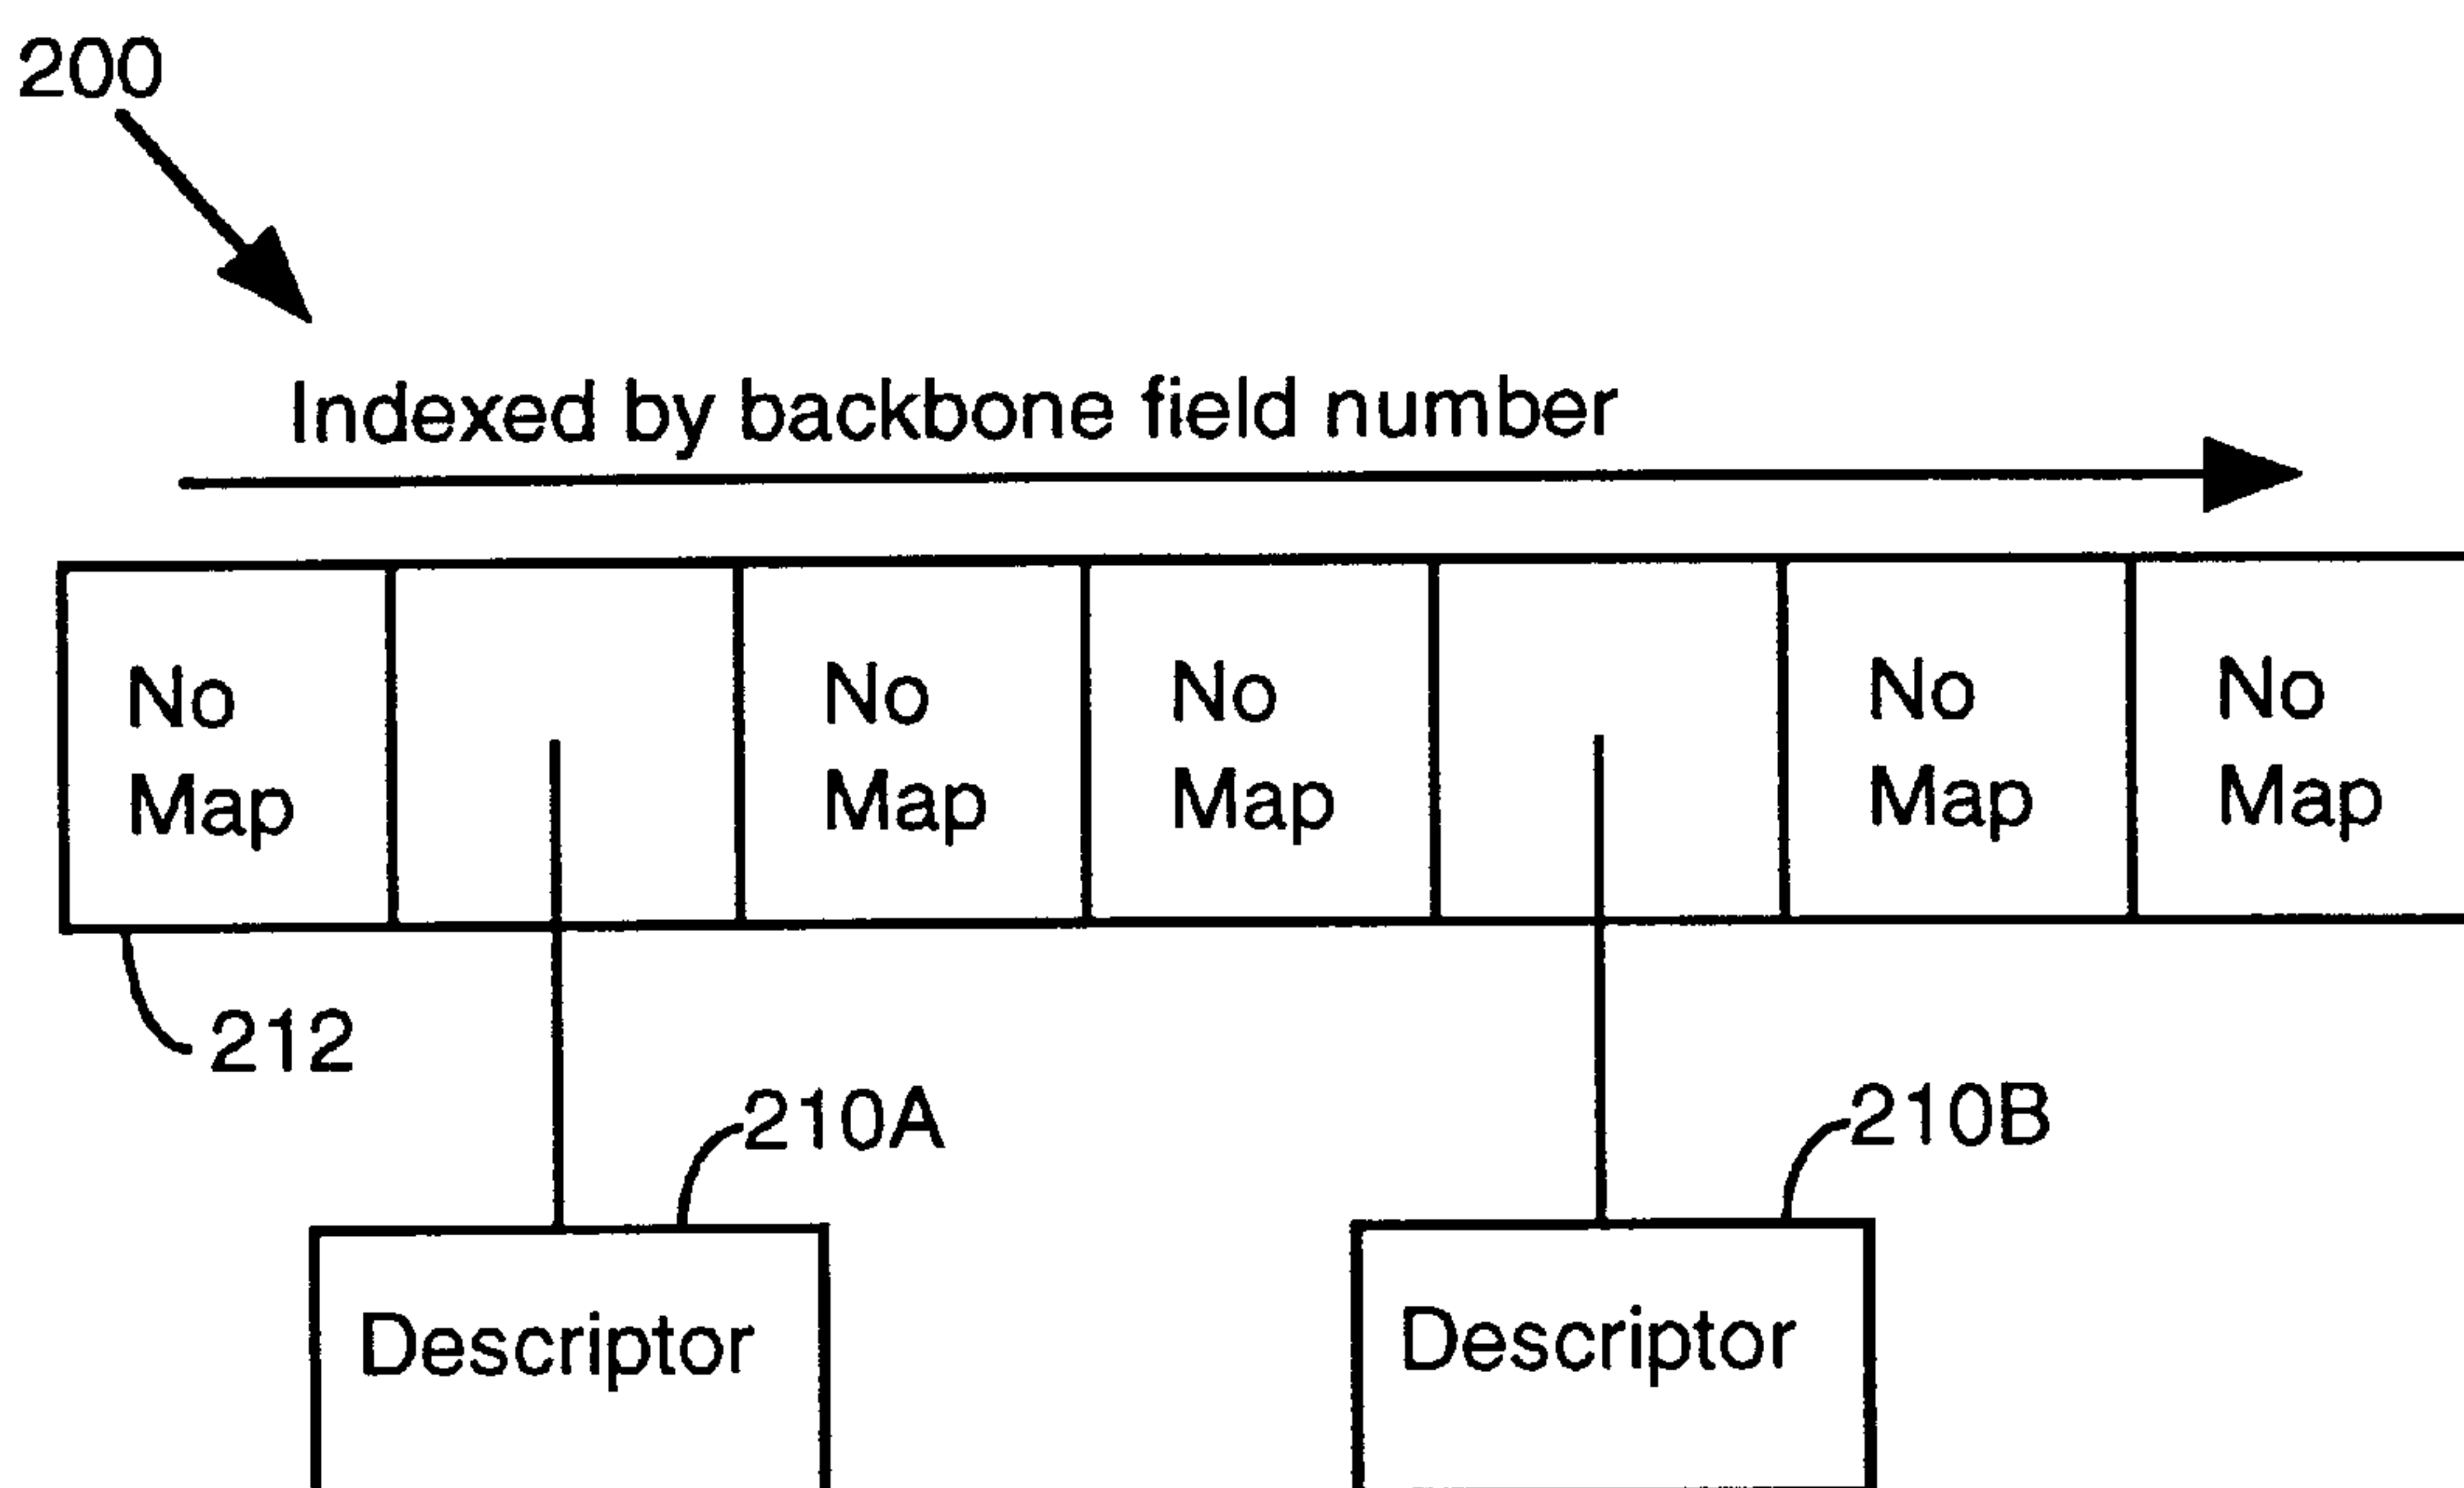 200
Indexed by backbone field number
No
Map
No
Map
No
Map
No
Map
No
Map
212
210A
210B
Descriptor
Descriptor